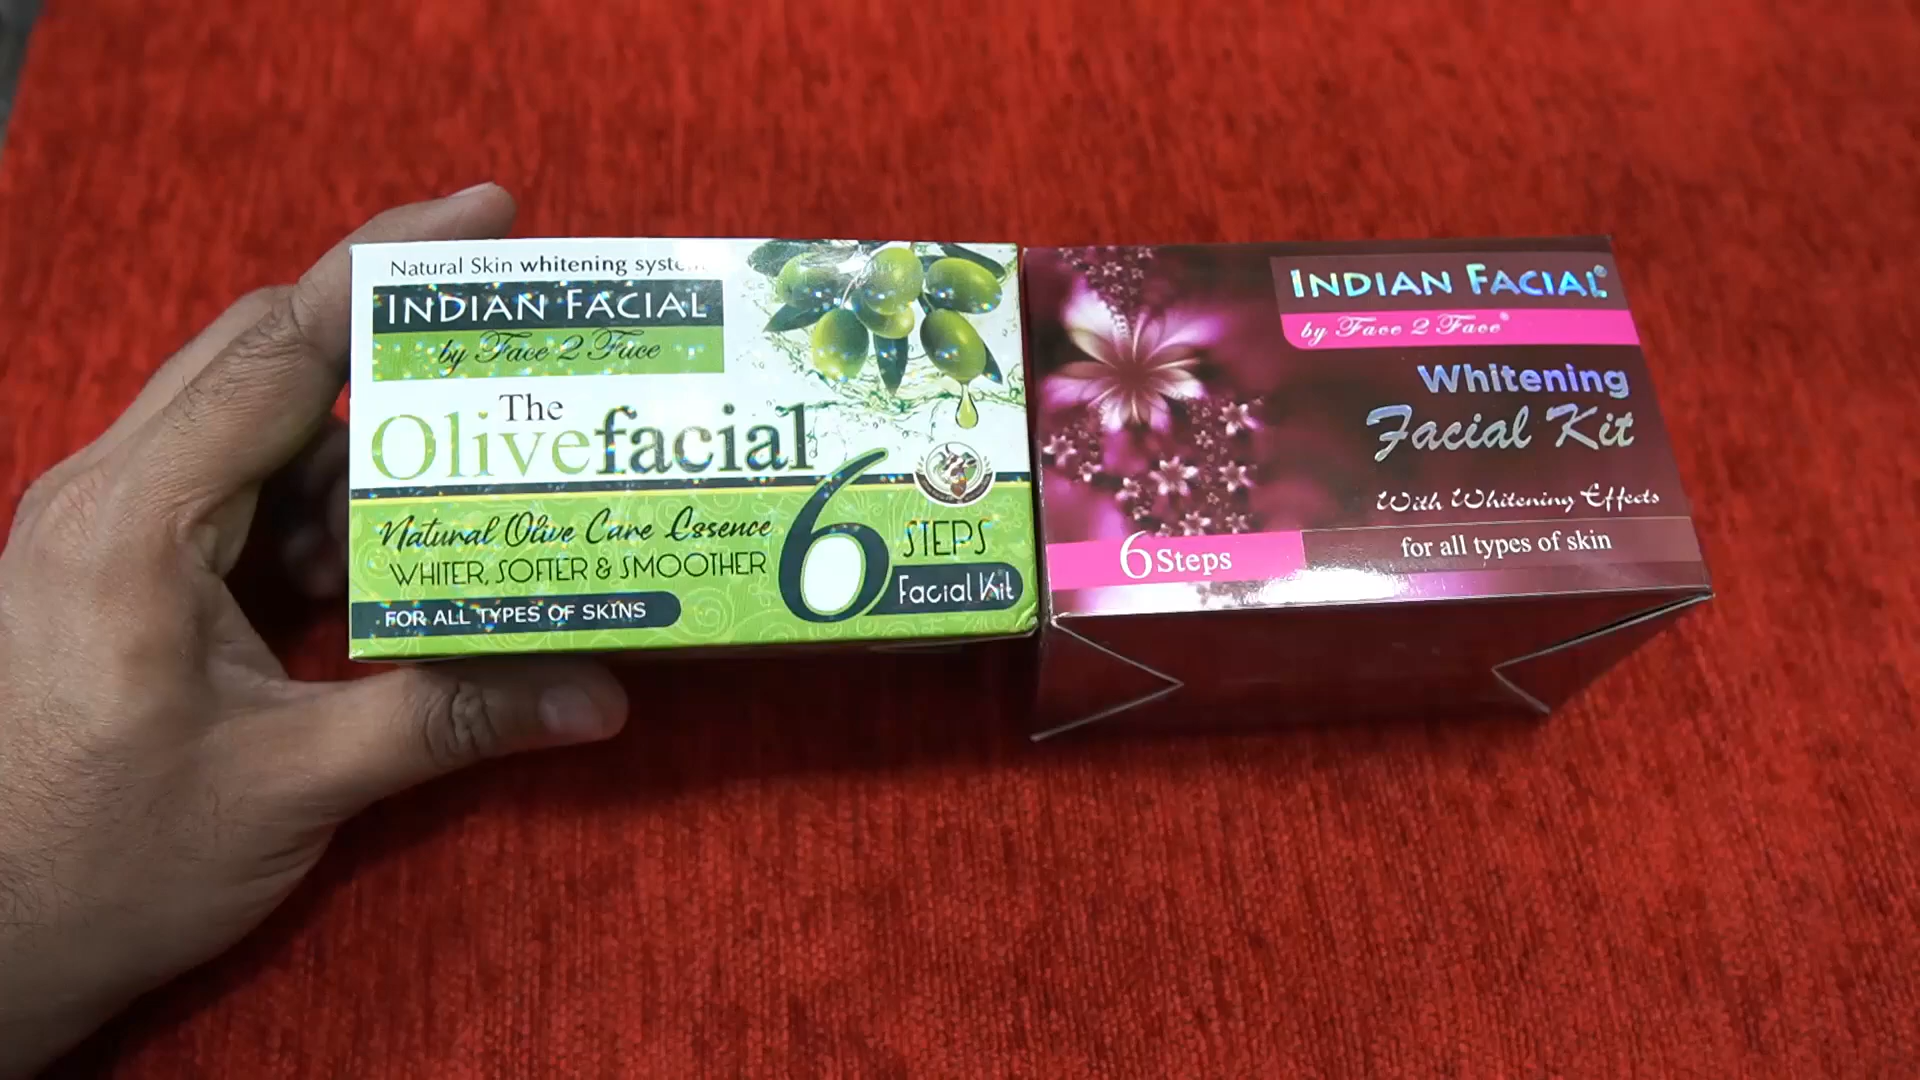 Natural Skin whitening system
INDIAN FACIAL
by Face 2 Face
The
Olivefacial
Natural Olive Care Essence
WHITER, SOFTER & SMOOTHER
6
STEPS
Facial Kit
FOR ALL TYPES OF SKINS
INDIAN FACIAL®
by Face 2 Face®
Whitening
Facial Kit
With Whitening Effects
6 Steps
for all types of skin